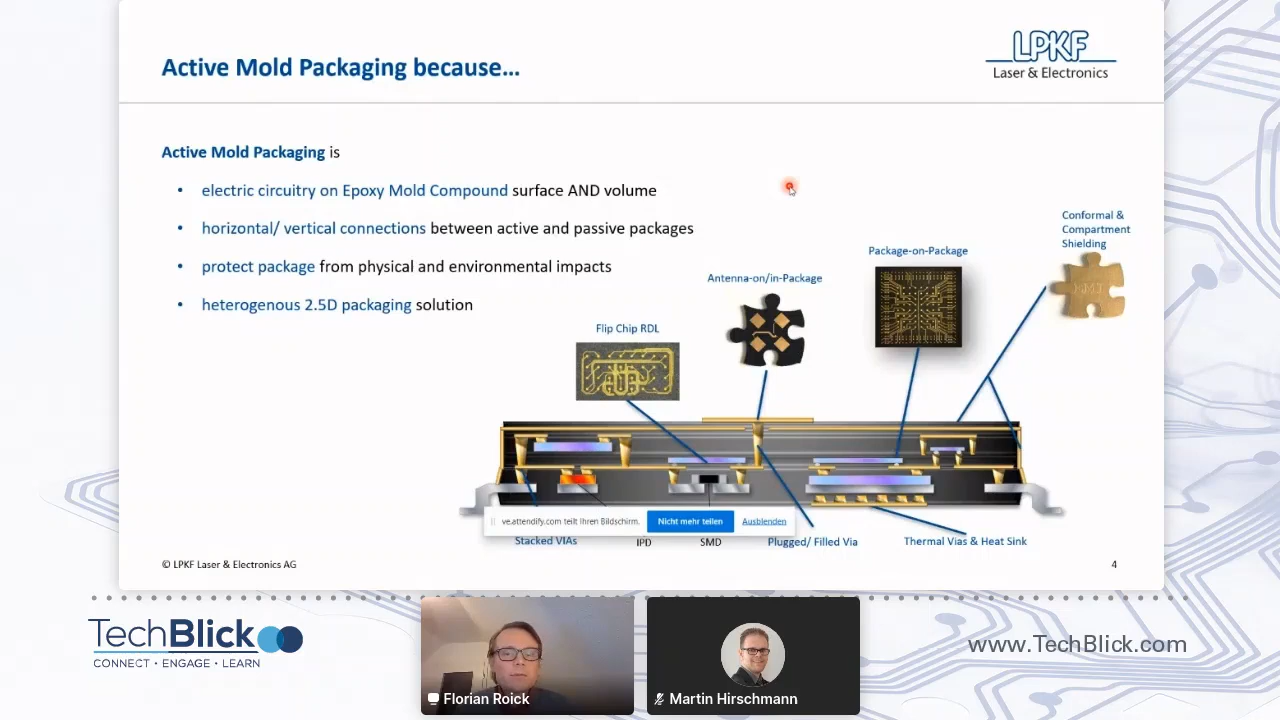 Active Mold Packaging because...
LPKF
Laser & Electronics
Active Mold Packaging is
• electric circuitry on Epoxy Mold Compound surface AND volume
• horizontal/ vertical connections between active and passive packages
• protect package from physical and environmental impacts
• heterogenous 2.5D packaging solution
Conformal &
Compartment
Shielding
Package-on-Package
Antenna-on/in-Package
Flip Chip RDL
ve.attendify.com teilt Ihren Bildschirm.
Nicht mehr teilen
Ausblenden
Stacked VIAs
IPD
SMD
Plugged/ Filled Via
Thermal Vias & Heat Sink
© LPKF Laser & Electronics AG
4
TechBlick
CONNECT • ENGAGE • LEARN
Florian Roick
Martin Hirschmann
www.TechBlick.com